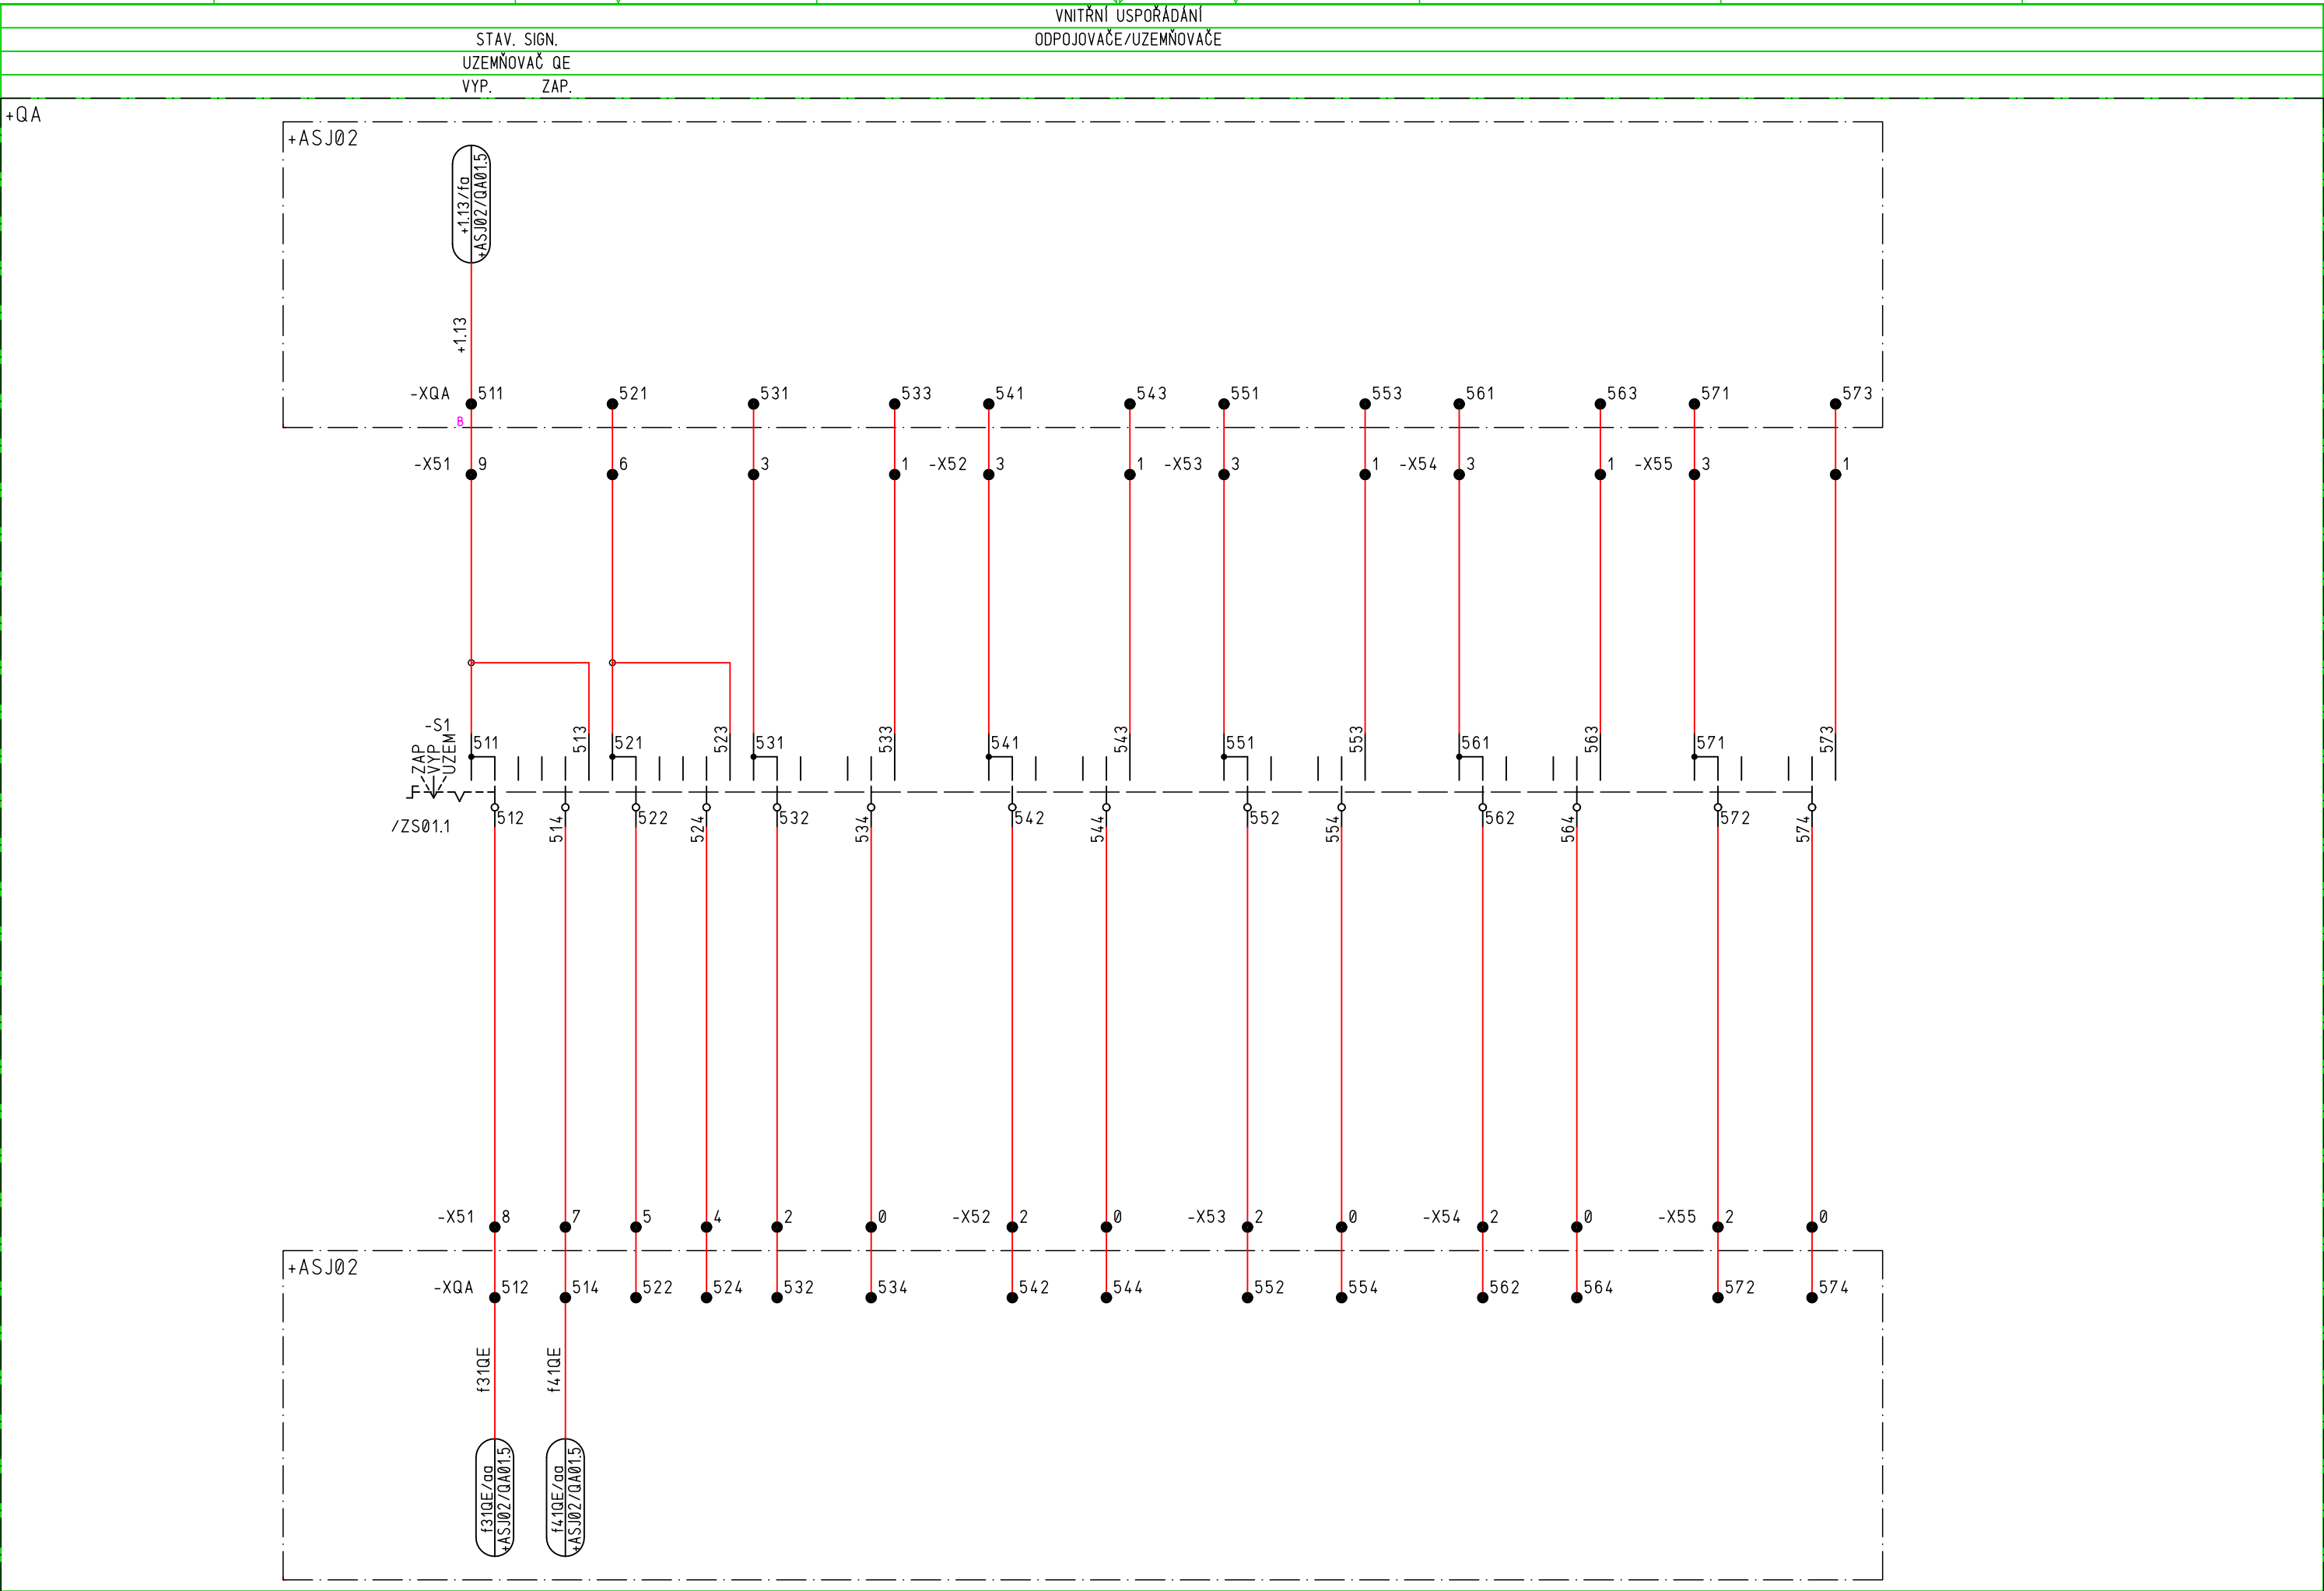 VNITŘNÍ USPOŘÁDÁNÍ
STAV. SIGN. ODPOJOVAČE/UZEMŇOVAČE
UZEMŇOVAČ QE
VYP. ZAP.
+QA
+ASJ02
+1.13/fa
+ASJ02/QA01.5
+1.13
-XQA 511 521 531 533 541 543 551 553 561 563 571 573
B
-X51 9 6 3 1 -X52 3 1 -X53 3 1 -X54 3 1 -X55 3 1
-S1
ZAP
VYP
UZEM
511 513 521 523 531 533 541 543 551 553 561 563 571 573
/ZS01.1
512 514 522 524 532 534 542 544 552 554 562 564 572 574
-X51 8 7 5 4 2 0 -X52 2 0 -X53 2 0 -X54 2 0 -X55 2 0
+ASJ02
-XQA 512 514 522 524 532 534 542 544 552 554 562 564 572 574
f31QE
f41QE
f31QE/aa
+ASJ02/QA01.5
f41QE/aa
+ASJ02/QA01.5